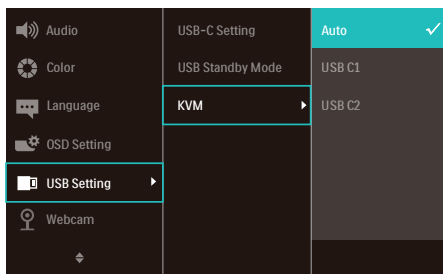 Audio
Color
Language
OSD Setting
USB Setting
Webcam
USB-C Setting
USB Standby Mode
KVM
Auto
USB C1
USB C2